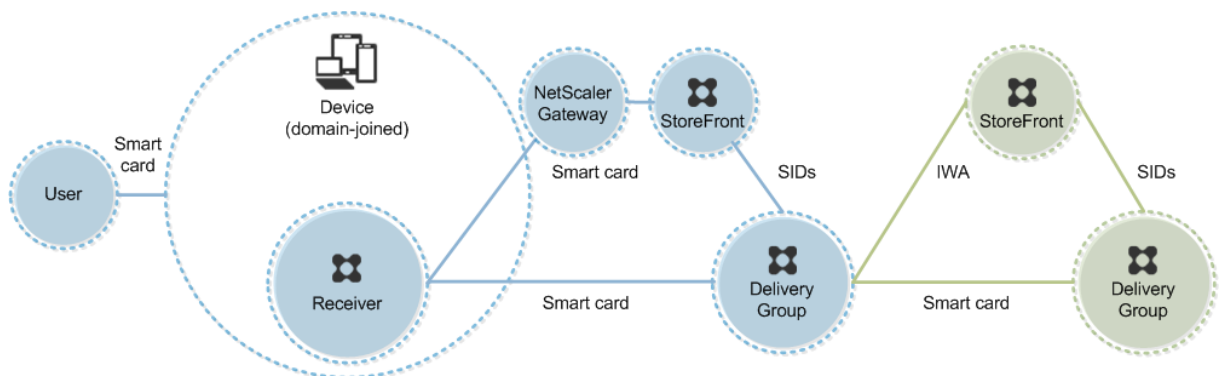 Device
(domain-joined)
NetScaler
Gateway
StoreFront
StoreFront
Smart
card
User
Smart card
SIDs
IWA
SIDs
Receiver
Smart card
Delivery
Group
Smart card
Delivery
Group